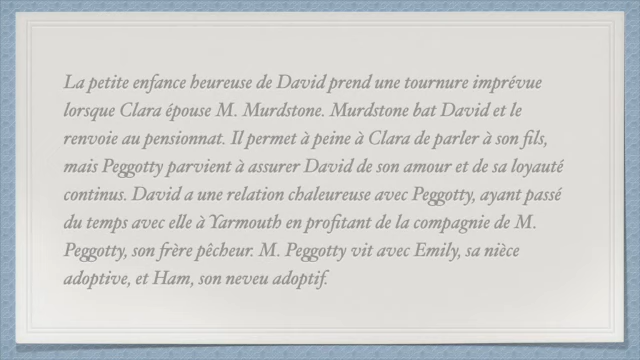 La petite enfance heureuse de David prend une tournure imprévue
lorsque Clara épouse M. Murdstone. Murdstone bat David et le
renvoie au pensionnat. Il permet à peine à Clara de parler à son fils,
mais Peggotty parvient à assurer David de son amour et de sa loyauté
continus. David a une relation chaleureuse avec Peggotty, ayant passé
du temps avec elle à Yarmouth en profitant de la compagnie de M.
Peggotty, son frère pêcheur. M. Peggotty vit avec Emily, sa nièce
adoptive, et Ham, son neveu adoptif.